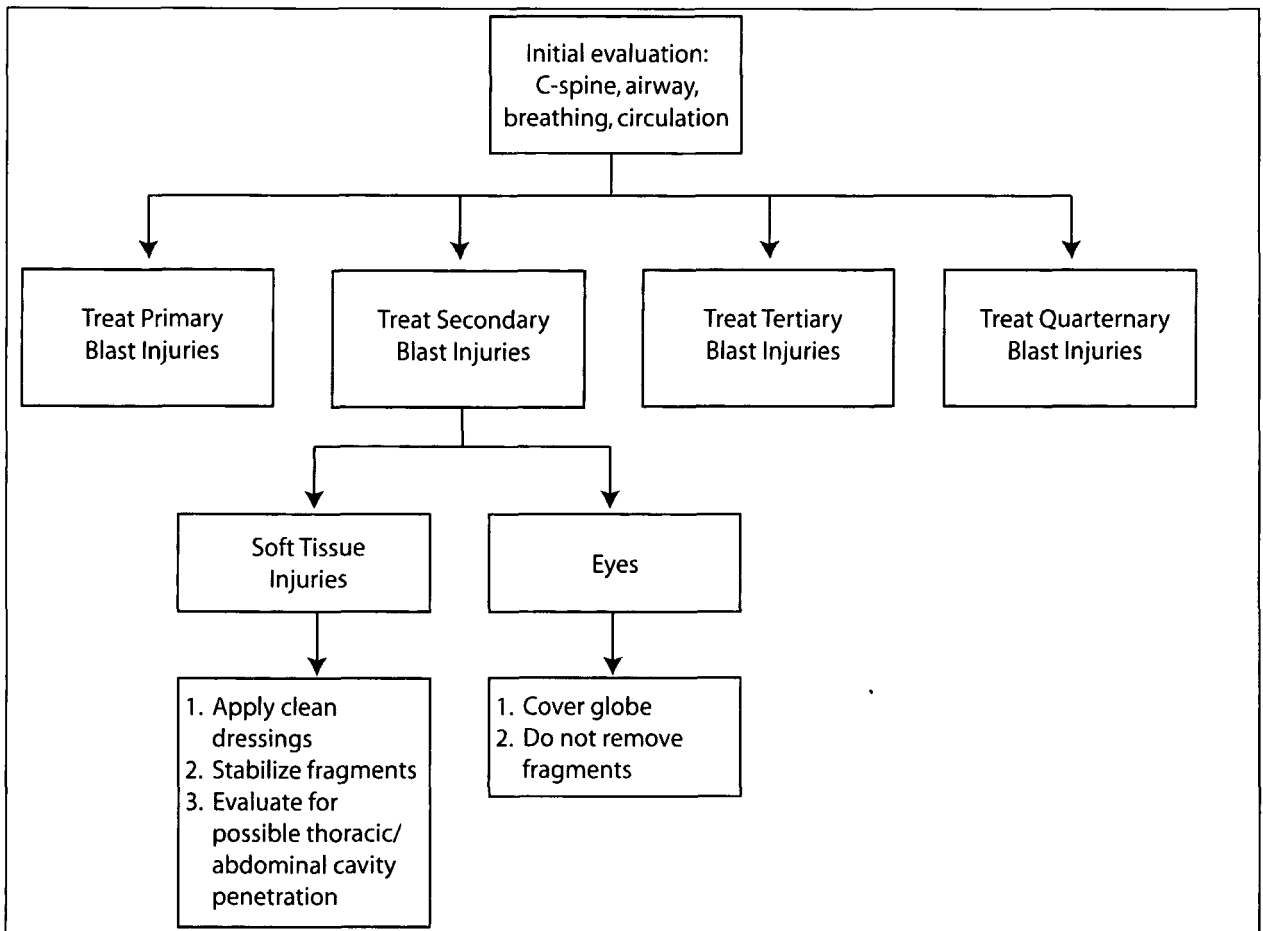 Initial evaluation:
C-spine, airway,
breathing, circulation
Treat Primary
Blast Injuries
Treat Secondary
Blast Injuries
Treat Tertiary
Blast Injuries
Treat Quarternary
Blast Injuries
Soft Tissue
Injuries
Eyes
1. Apply clean
dressings
2. Stabilize fragments
3. Evaluate for
possible thoracic/
abdominal cavity
penetration
1. Cover globe
2. Do not remove
fragments